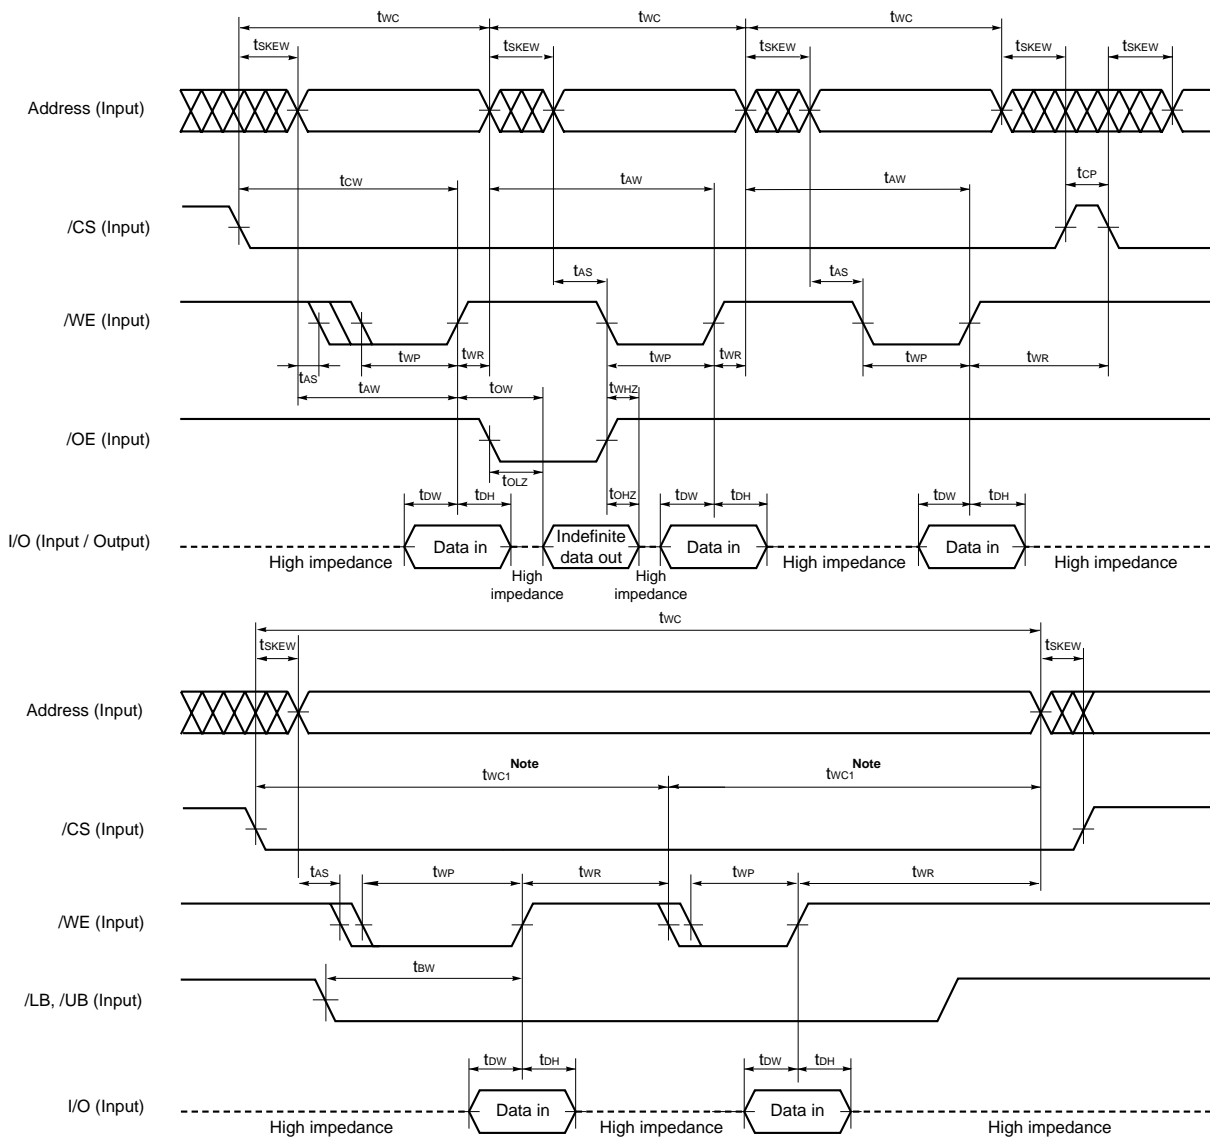 tWC tWC tWC
tSKEW tSKEW tSKEW tSKEW tSKEW
Address (Input)
tCW tAW tAW tCP
/CS (Input)
tAS tAS
/WE (Input)
tWP tWR tWP tWR tWP tWR
tAS
tAW tOW tWHZ
/OE (Input)
tOLZ
tDW tDH tOHZ tDW tDH tDW tDH
I/O (Input / Output)
Data in Indefinite data out Data in Data in
High impedance High impedance High impedance High impedance High impedance
tWC
tSKEW tSKEW
Address (Input)
Note Note
tWC1 tWC1
/CS (Input)
tAS tWP tWR tWP tWR
/WE (Input)
tBW
/LB, /UB (Input)
tDW tDH tDW tDH
I/O (Input)
Data in Data in
High impedance High impedance High impedance